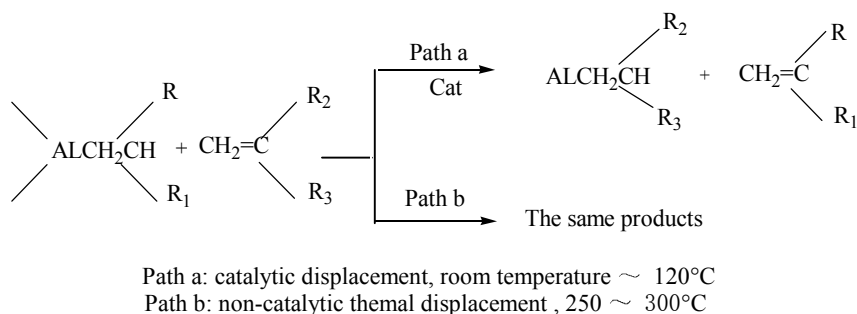 Path a
Cat
ALCH₂CH
R₂
R₃
+
CH₂=C
R
R₁
ALCH₂CH
R
R₁
+
CH₂=C
R₂
R₃
Path b
The same products
Path a: catalytic displacement, room temperature ~ 120°C
Path b: non-catalytic themal displacement , 250 ~ 300°C